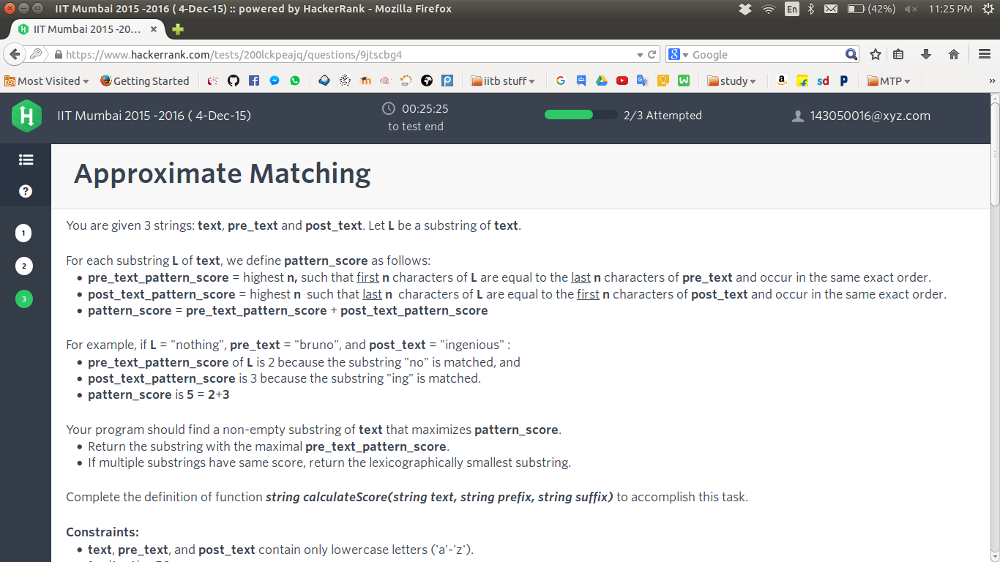 IIT Mumbai 2015 -2016 ( 4-Dec-15) :: powered by HackerRank - Mozilla Firefox
En (42%) 11:25 PM
IIT Mumbai 2015 -20...
https://www.hackerrank.com/tests/200lckpeajq/questions/9jtscbg4
Google
Most Visited Getting Started iitb stuff study MTP
IIT Mumbai 2015 -2016 ( 4-Dec-15)
00:25:25
to test end
2/3 Attempted
143050016@xyz.com
Approximate Matching
1
2
3
You are given 3 strings: text, pre_text and post_text. Let L be a substring of text.
For each substring L of text, we define pattern_score as follows:
• pre_text_pattern_score = highest n, such that first n characters of L are equal to the last n characters of pre_text and occur in the same exact order.
• post_text_pattern_score = highest n such that last n characters of L are equal to the first n characters of post_text and occur in the same exact order.
• pattern_score = pre_text_pattern_score + post_text_pattern_score
For example, if L = "nothing", pre_text = "bruno", and post_text = "ingenious" :
• pre_text_pattern_score of L is 2 because the substring "no" is matched, and
• post_text_pattern_score is 3 because the substring "ing" is matched.
• pattern_score is 5 = 2+3
Your program should find a non-empty substring of text that maximizes pattern_score.
• Return the substring with the maximal pre_text_pattern_score.
• If multiple substrings have same score, return the lexicographically smallest substring.
Complete the definition of function string calculateScore(string text, string prefix, string suffix) to accomplish this task.
Constraints:
• text, pre_text, and post_text contain only lowercase letters ('a'-'z').